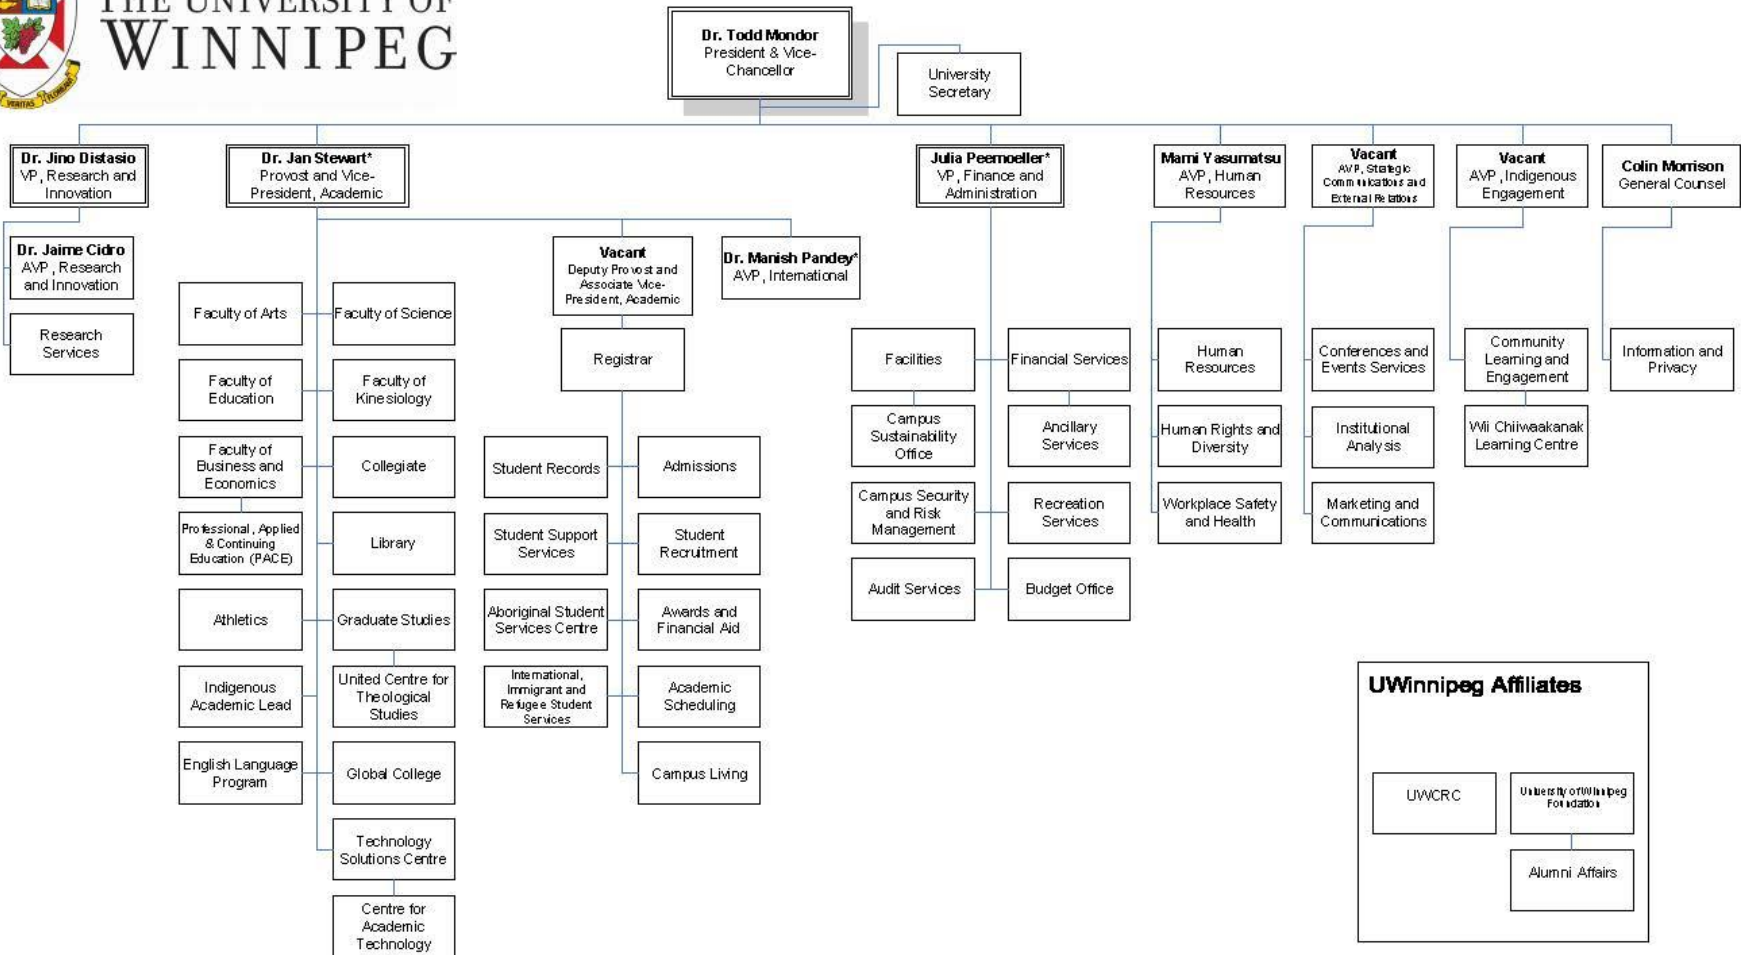 THE UNIVERSITY OF
WINNIPEG
VERITAS
Dr. Todd Mondor
President & Vice-
Chancellor
University
Secretary
Dr. Jino Distasio
VP, Research and
Innovation
Dr. Jan Stewart*
Provost and Vice-
President, Academic
Julia Peemoeller*
VP, Finance and
Administration
Marni Yasumatsu
AVP, Human
Resources
Vacant
AVP, Strategic
Communications and
External Relations
Vacant
AVP, Indigenous
Engagement
Colin Morrison
General Counsel
Dr. Jaime Cidro
AVP, Research
and Innovation
Research
Services
Vacant
Deputy Provost and
Associate Vice-
President, Academic
Dr. Manish Pandey*
AVP, International
Faculty of Arts
Faculty of Science
Faculty of
Education
Faculty of
Kinesiology
Faculty of
Business and
Economics
Collegiate
Professional, Applied
& Continuing
Education (PACE)
Library
Athletics
Graduate Studies
Indigenous
Academic Lead
United Centre for
Theological
Studies
English Language
Program
Global College
Technology
Solutions Centre
Centre for
Academic
Technology
Registrar
Student Records
Admissions
Student Support
Services
Student
Recruitment
Aboriginal Student
Services Centre
Awards and
Financial Aid
International,
Immigrant and
Refugee Student
Services
Academic
Scheduling
Campus Living
Facilities
Financial Services
Campus
Sustainability
Office
Ancillary
Services
Campus Security
and Risk
Management
Recreation
Services
Audit Services
Budget Office
Human
Resources
Human Rights and
Diversity
Workplace Safety
and Health
Conferences and
Events Services
Institutional
Analysis
Marketing and
Communications
Community
Learning and
Engagement
Wii Chiiwaakanak
Learning Centre
Information and
Privacy
UWinnipeg Affiliates
UWCRC
University of Winnipeg
Foundation
Alumni Affairs